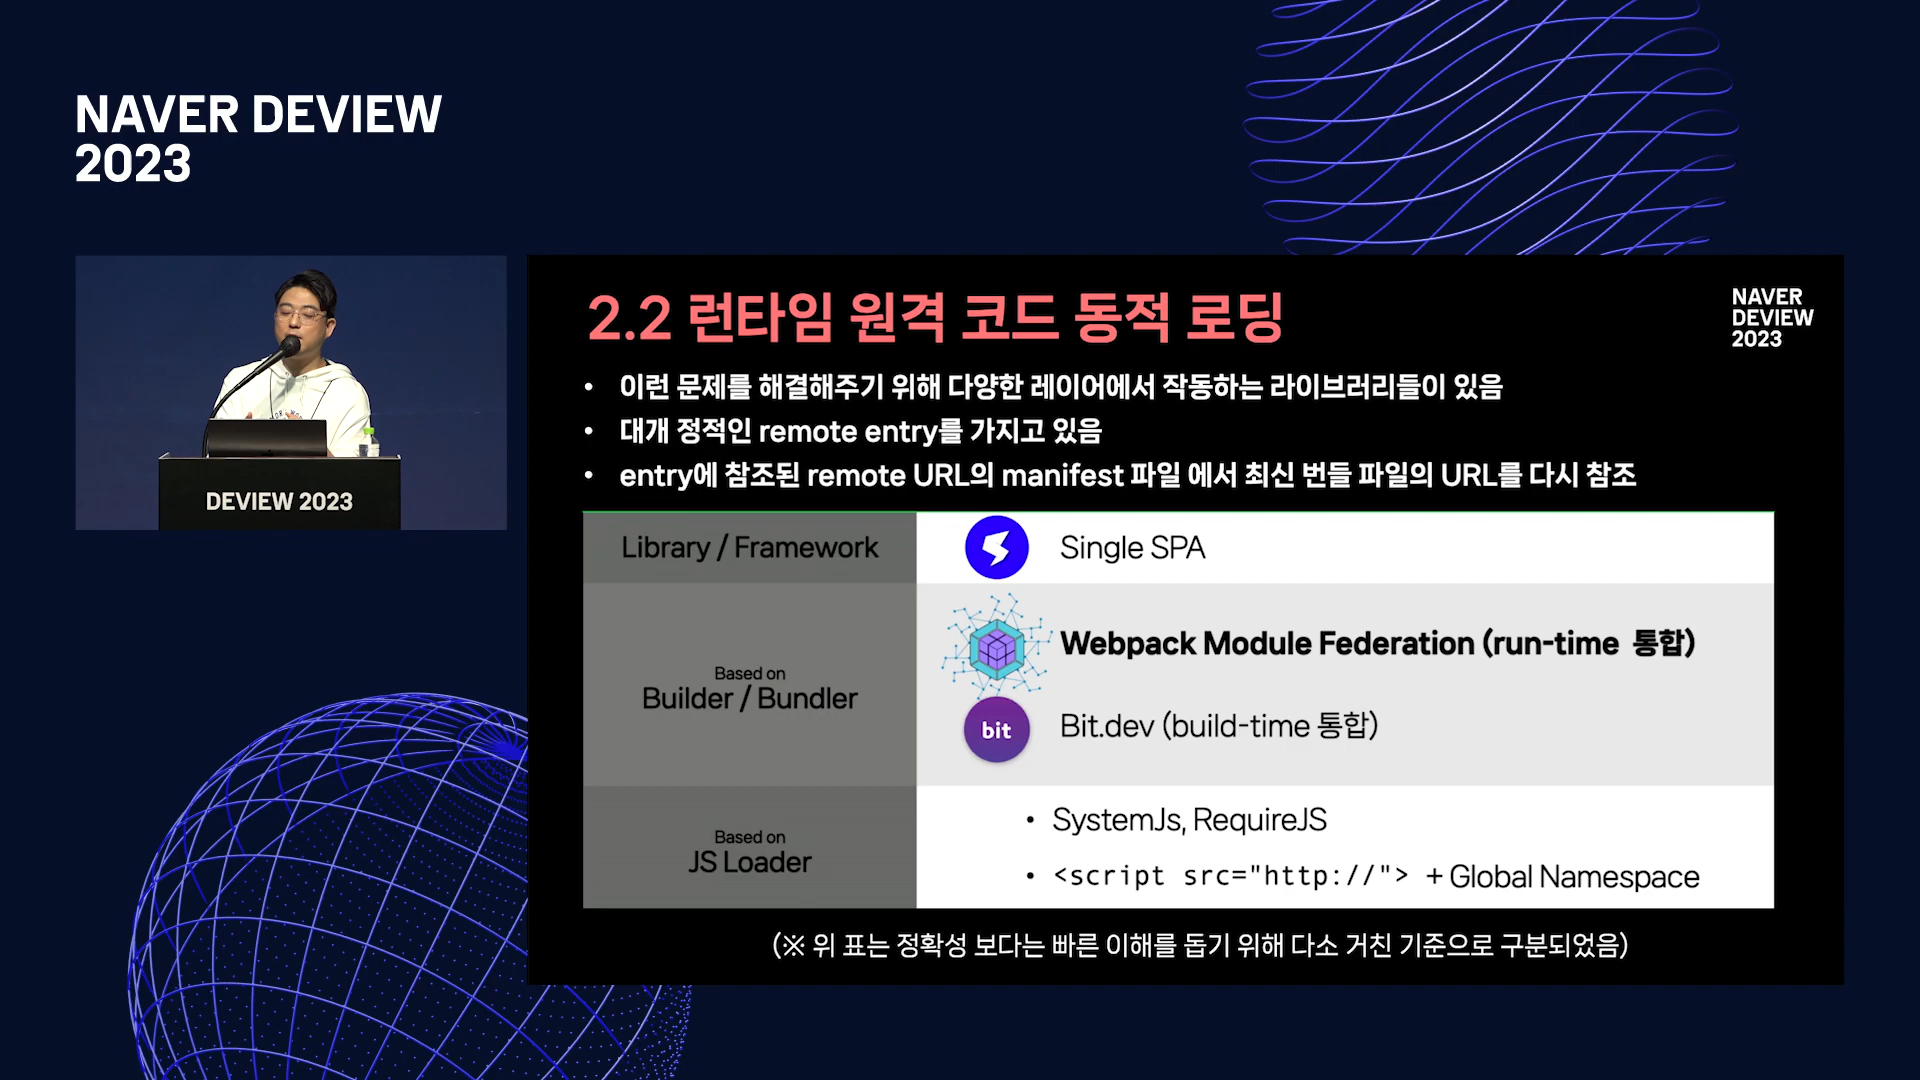 NAVER DEVIEW
2023
DEVIEW 2023
2.2 런타임 원격 코드 동적 로딩
NAVER
DEVIEW
2023
• 이런 문제를 해결해주기 위해 다양한 레이어에서 작동하는 라이브러리들이 있음
• 대개 정적인 remote entry를 가지고 있음
• entry에 참조된 remote URL의 manifest 파일 에서 최신 번들 파일의 URL를 다시 참조
Library / Framework
Single SPA
Based on
Builder / Bundler
Webpack Module Federation (run-time 통합)
bit
Bit.dev (build-time 통합)
Based on
JS Loader
• SystemJs, RequireJS
• <script src="http://"> + Global Namespace
(※ 위 표는 정확성 보다는 빠른 이해를 돕기 위해 다소 거친 기준으로 구분되었음)